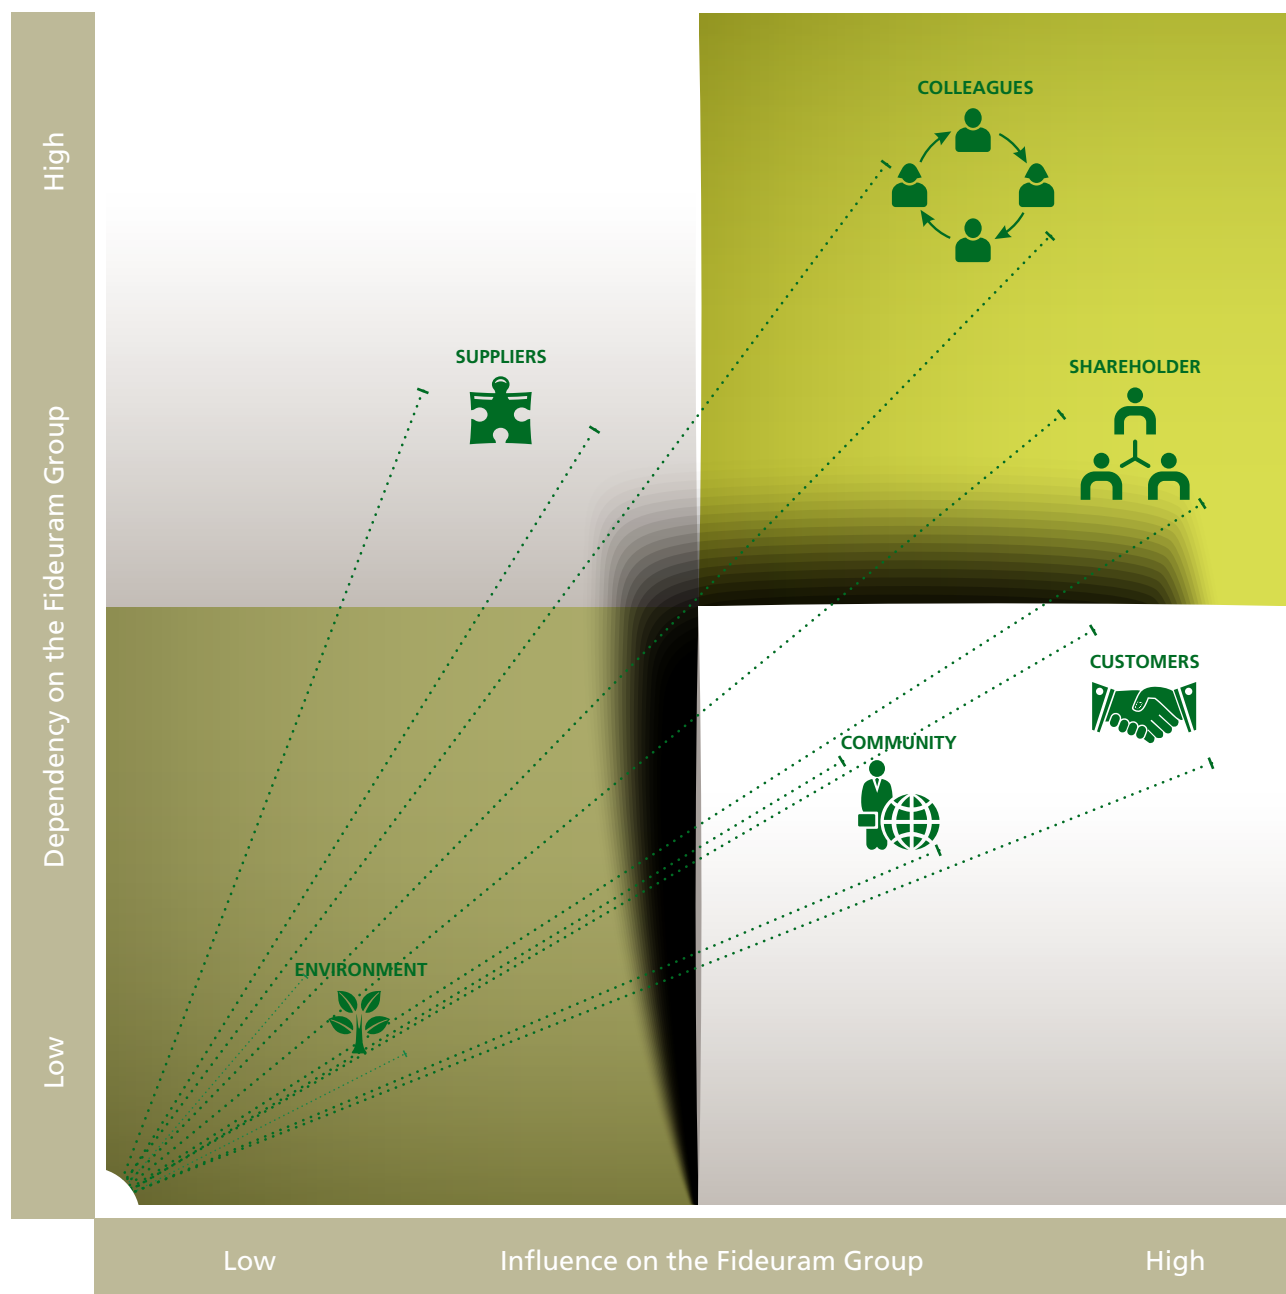 High
Dependency on the Fideuram Group
Low
COLLEAGUES
SUPPLIERS
SHAREHOLDER
CUSTOMERS
COMMUNITY
ENVIRONMENT
Low
Influence on the Fideuram Group
High